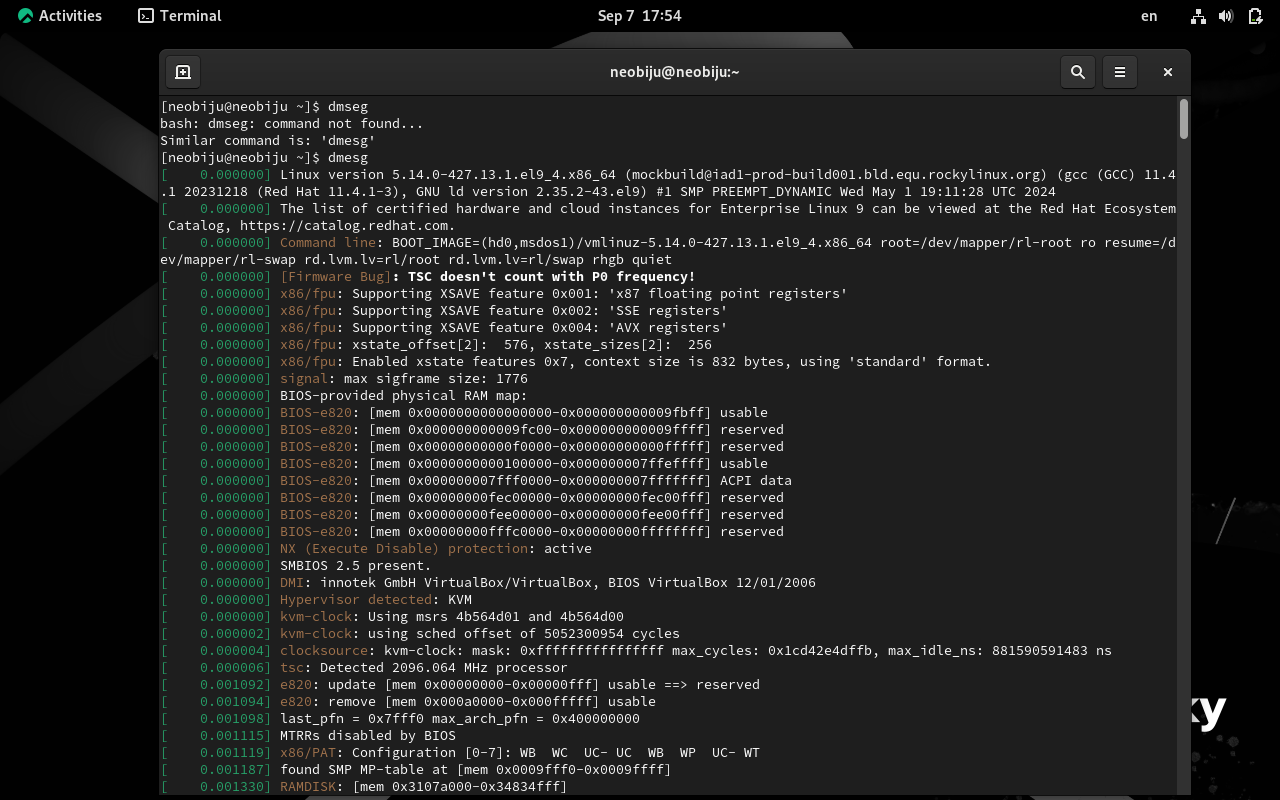 Activities Terminal Sep 7 17:54 en
neobiju@neobiju:~
[neobiju@neobiju ~]$ dmseg
bash: dmseg: command not found...
Similar command is: 'dmesg'
[neobiju@neobiju ~]$ dmesg
[    0.000000] Linux version 5.14.0-427.13.1.el9_4.x86_64 (mockbuild@iad1-prod-build001.bld.equ.rockylinux.org) (gcc (GCC) 11.4
.1 20231218 (Red Hat 11.4.1-3), GNU ld version 2.35.2-43.el9) #1 SMP PREEMPT_DYNAMIC Wed May 1 19:11:28 UTC 2024
[    0.000000] The list of certified hardware and cloud instances for Enterprise Linux 9 can be viewed at the Red Hat Ecosystem
 Catalog, https://catalog.redhat.com.
[    0.000000] Command line: BOOT_IMAGE=(hd0,msdos1)/vmlinuz-5.14.0-427.13.1.el9_4.x86_64 root=/dev/mapper/rl-root ro resume=/d
ev/mapper/rl-swap rd.lvm.lv=rl/root rd.lvm.lv=rl/swap rhgb quiet
[    0.000000] [Firmware Bug]: TSC doesn't count with P0 frequency!
[    0.000000] x86/fpu: Supporting XSAVE feature 0x001: 'x87 floating point registers'
[    0.000000] x86/fpu: Supporting XSAVE feature 0x002: 'SSE registers'
[    0.000000] x86/fpu: Supporting XSAVE feature 0x004: 'AVX registers'
[    0.000000] x86/fpu: xstate_offset[2]:  576, xstate_sizes[2]:  256
[    0.000000] x86/fpu: Enabled xstate features 0x7, context size is 832 bytes, using 'standard' format.
[    0.000000] signal: max sigframe size: 1776
[    0.000000] BIOS-provided physical RAM map:
[    0.000000] BIOS-e820: [mem 0x0000000000000000-0x000000000009fbff] usable
[    0.000000] BIOS-e820: [mem 0x000000000009fc00-0x000000000009ffff] reserved
[    0.000000] BIOS-e820: [mem 0x00000000000f0000-0x00000000000fffff] reserved
[    0.000000] BIOS-e820: [mem 0x0000000000100000-0x000000007ffeffff] usable
[    0.000000] BIOS-e820: [mem 0x000000007fff0000-0x000000007fffffff] ACPI data
[    0.000000] BIOS-e820: [mem 0x00000000fec00000-0x00000000fec00fff] reserved
[    0.000000] BIOS-e820: [mem 0x00000000fee00000-0x00000000fee00fff] reserved
[    0.000000] BIOS-e820: [mem 0x00000000fffc0000-0x00000000ffffffff] reserved
[    0.000000] NX (Execute Disable) protection: active
[    0.000000] SMBIOS 2.5 present.
[    0.000000] DMI: innotek GmbH VirtualBox/VirtualBox, BIOS VirtualBox 12/01/2006
[    0.000000] Hypervisor detected: KVM
[    0.000000] kvm-clock: Using msrs 4b564d01 and 4b564d00
[    0.000002] kvm-clock: using sched offset of 5052300954 cycles
[    0.000004] clocksource: kvm-clock: mask: 0xffffffffffffffff max_cycles: 0x1cd42e4dffb, max_idle_ns: 881590591483 ns
[    0.000006] tsc: Detected 2096.064 MHz processor
[    0.001092] e820: update [mem 0x00000000-0x00000fff] usable ==> reserved
[    0.001094] e820: remove [mem 0x000a0000-0x000fffff] usable
[    0.001098] last_pfn = 0x7fff0 max_arch_pfn = 0x400000000
[    0.001115] MTRRs disabled by BIOS
[    0.001119] x86/PAT: Configuration [0-7]: WB  WC  UC- UC  WB  WP  UC- WT
[    0.001187] found SMP MP-table at [mem 0x0009fff0-0x0009ffff]
[    0.001330] RAMDISK: [mem 0x3107a000-0x34834fff]